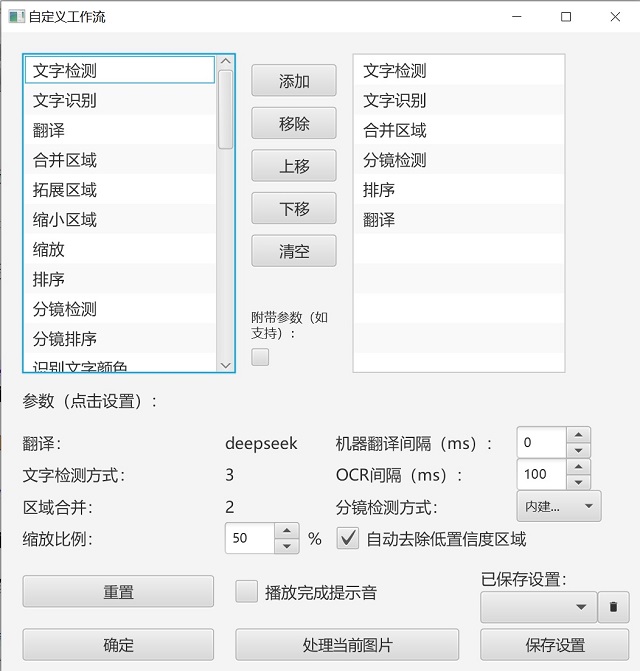 自定义工作流
文字检测
文字识别
翻译
合并区域
拓展区域
缩小区域
缩放
排序
分镜检测
分镜排序
识别文字颜色
添加
移除
上移
下移
清空
附带参数（如
支持）:
文字检测
文字识别
合并区域
分镜检测
排序
翻译
参数（点击设置）:
翻译: deepseek 机器翻译间隔（ms）: 0
文字检测方式: 3 OCR间隔（ms）: 100
区域合并: 2 分镜检测方式: 内建...
缩放比例: 50 % 自动去除低置信度区域
重置 播放完成提示音 已保存设置:
确定 处理当前图片 保存设置